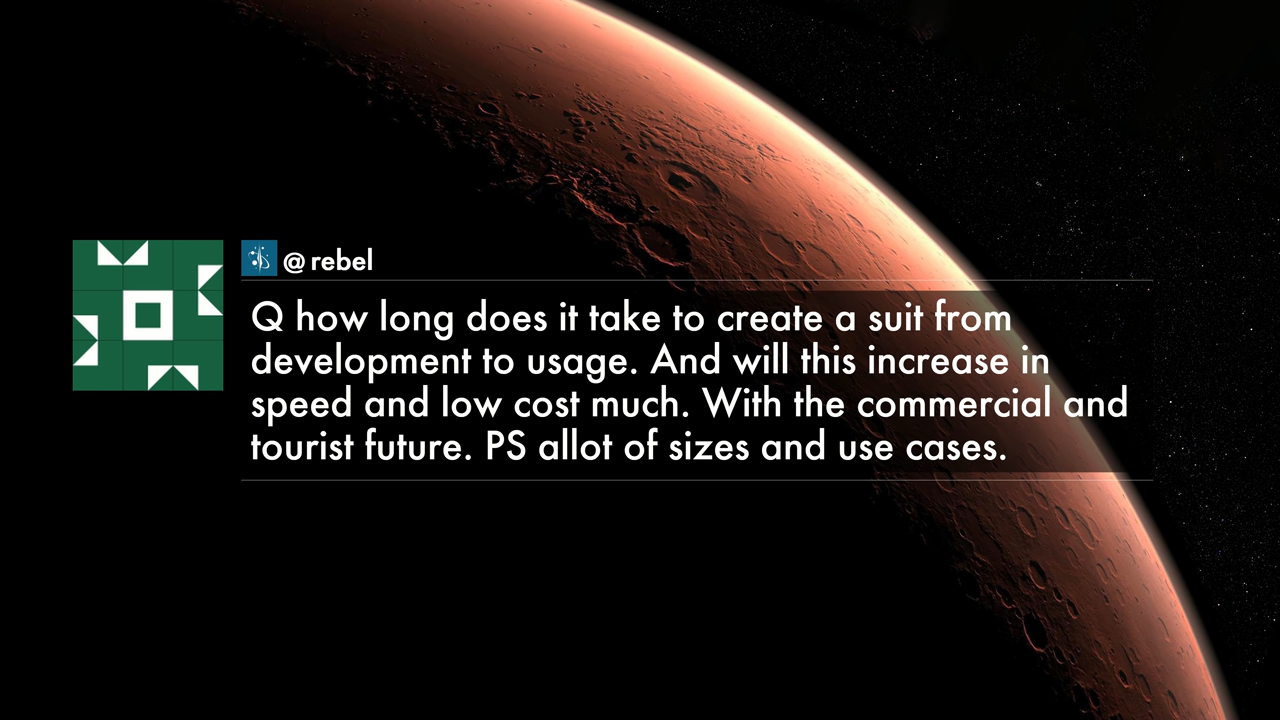 @ rebel
Q how long does it take to create a suit from
development to usage. And will this increase in
speed and low cost much. With the commercial and
tourist future. PS allot of sizes and use cases.